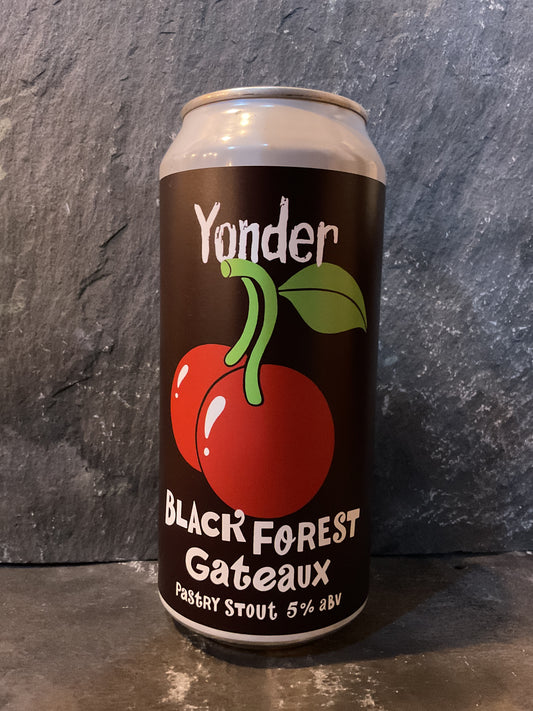 Yonder
BLACK FOREST
Gateaux
Pastry Stout 5% abv